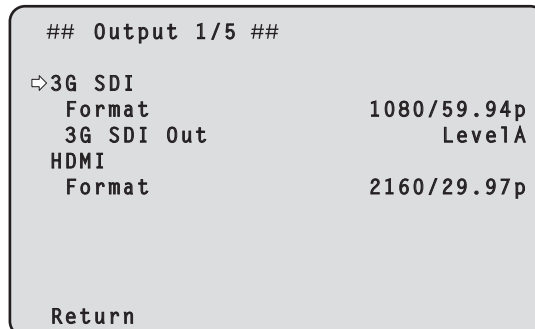 ## Output 1/5 ##
⇨3G SDI
Format 1080/59.94p
3G SDI Out LevelA
HDMI
Format 2160/29.97p
Return